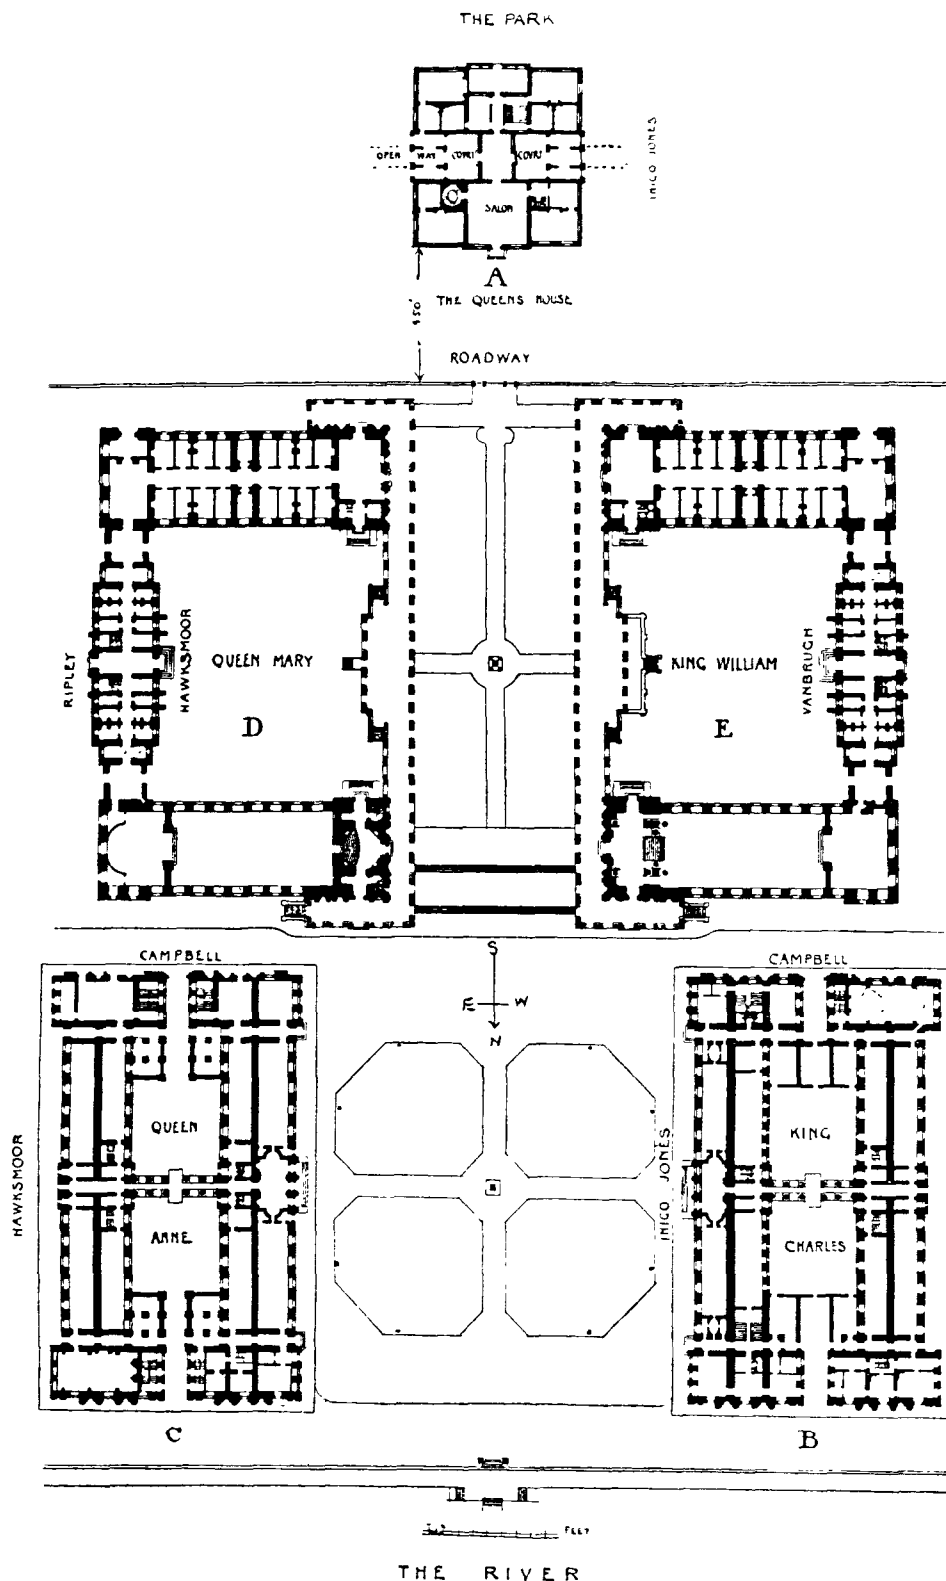 THE PARK
OPEN WAY COURT COURT
INIGO JONES
SALON
C
A
THE QUEENS HOUSE
450'
ROADWAY
RIPLEY
HAWKSMOOR
QUEEN MARY
D
KING WILLIAM
E
VANBRUGH
CAMPBELL
CAMPBELL
S
E W
N
HAWKSMOOR
QUEEN
ANNE
INIGO JONES
KING
CHARLES
C
B
FEET
THE RIVER